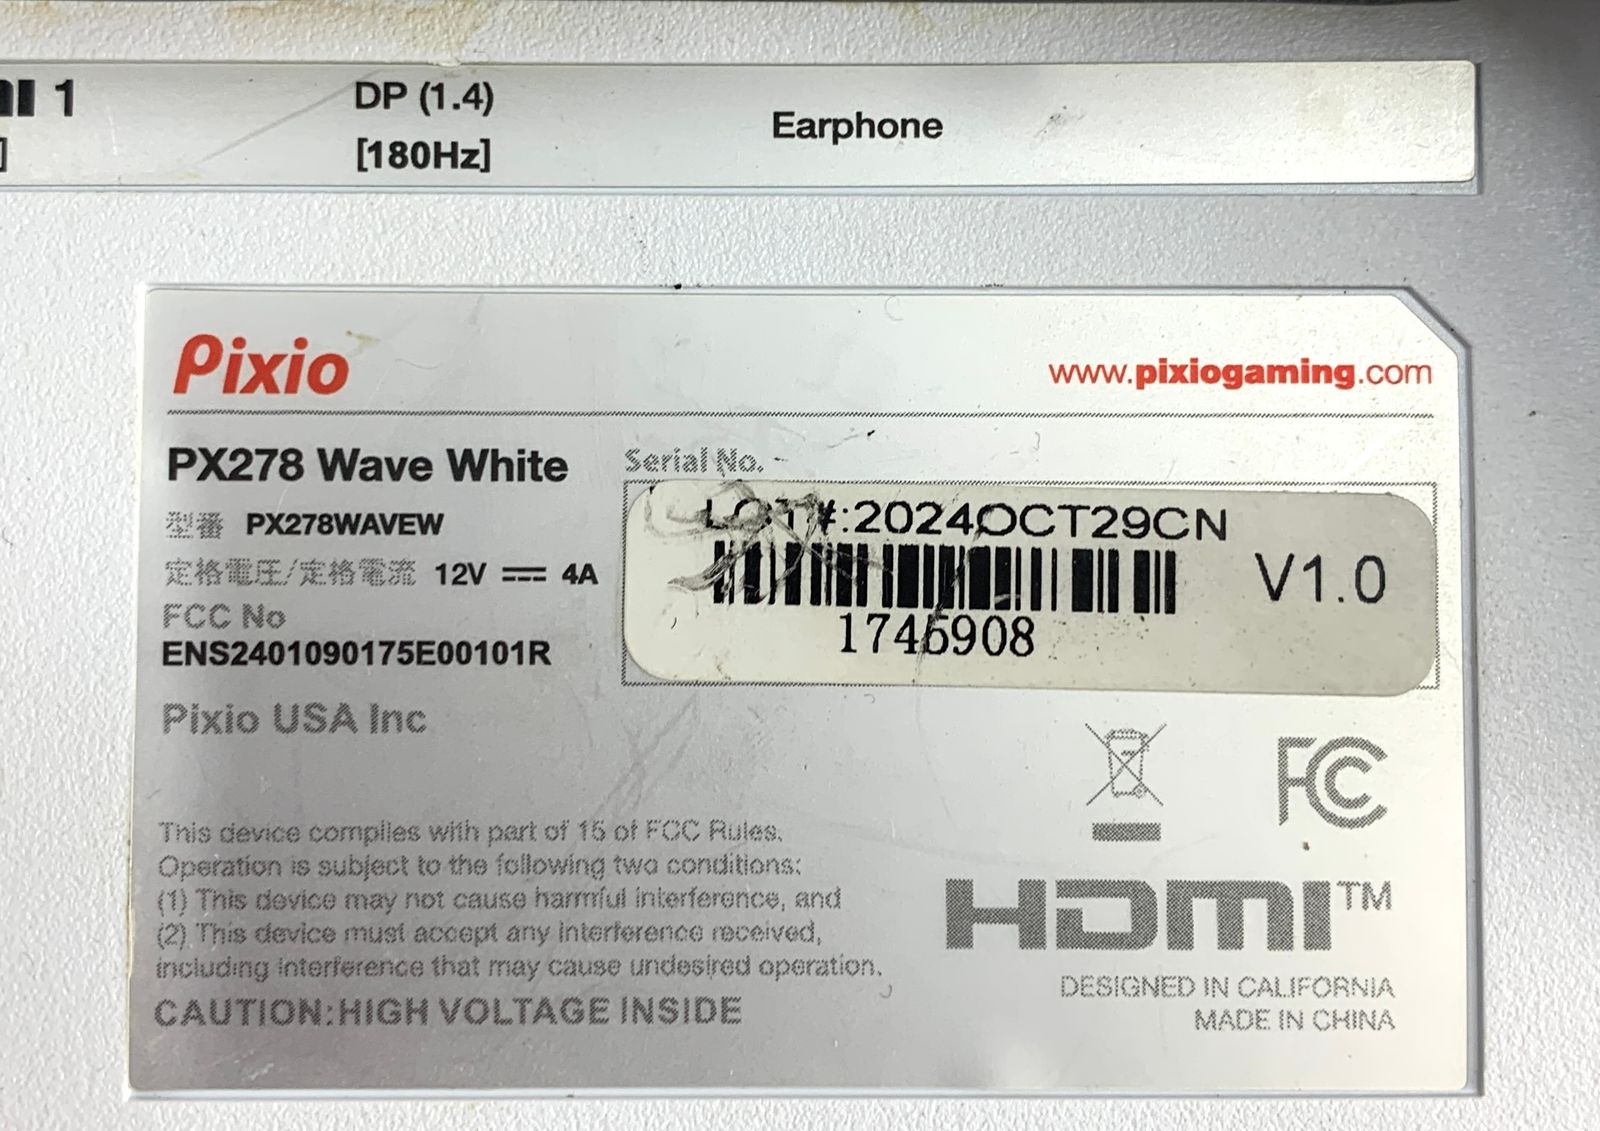 1
DP (1.4)
[180Hz]
Earphone
Pixio
www.pixiogaming.com
PX278 Wave White
Serial No.
型番 PX278WAVEW
定格電圧/定格電流 12V ⎓ 4A
FCC No
ENS2401090175E00101R
LOT#:2024OCT29CN
V1.0
1746908
Pixio USA Inc
FC
This device complies with part of 15 of FCC Rules.
Operation is subject to the following two conditions:
(1) This device may not cause harmful interference, and
(2) This device must accept any interference received,
including interference that may cause undesired operation.
CAUTION:HIGH VOLTAGE INSIDE
HDMI™
DESIGNED IN CALIFORNIA
MADE IN CHINA